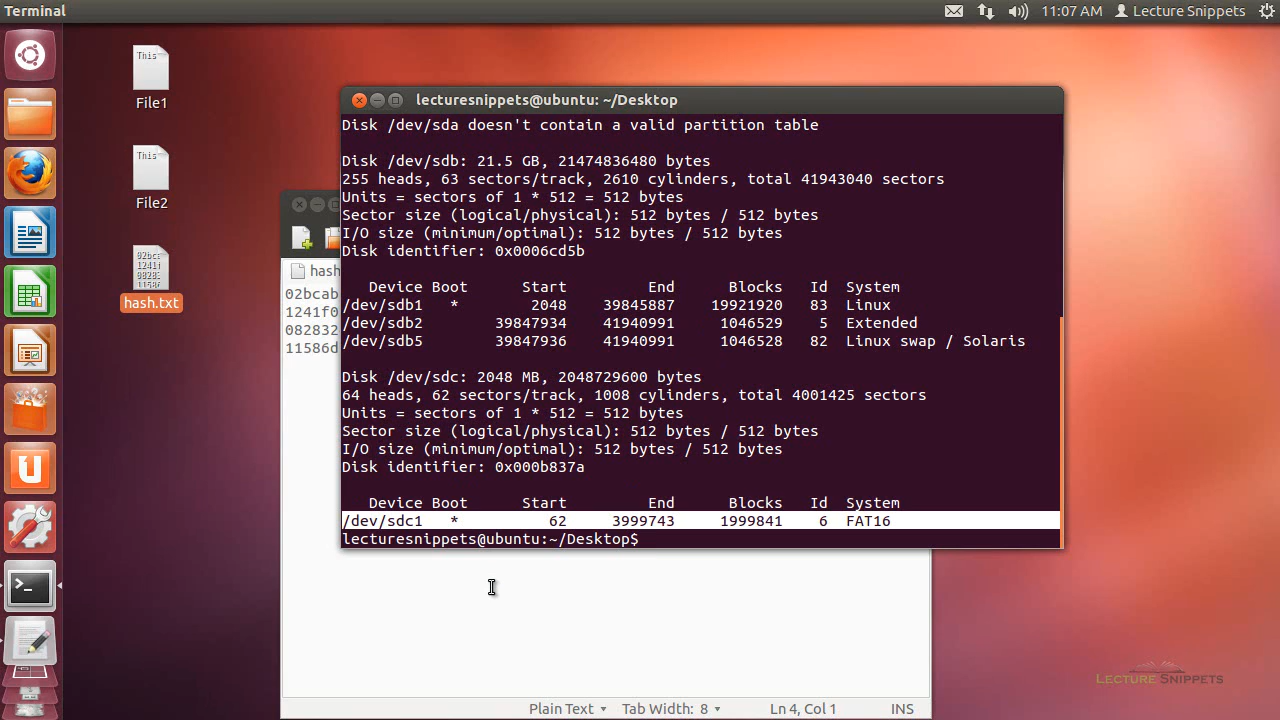 Terminal
11:07 AM
Lecture Snippets
This
File1
This
File2
02bca
1241f
0828:
1158f
hash.txt
lecturesnippets@ubuntu: ~/Desktop
Disk /dev/sda doesn't contain a valid partition table
Disk /dev/sdb: 21.5 GB, 21474836480 bytes
255 heads, 63 sectors/track, 2610 cylinders, total 41943040 sectors
Units = sectors of 1 * 512 = 512 bytes
Sector size (logical/physical): 512 bytes / 512 bytes
I/O size (minimum/optimal): 512 bytes / 512 bytes
Disk identifier: 0x0006cd5b
Device Boot Start End Blocks Id System
/dev/sdb1 * 2048 39845887 19921920 83 Linux
/dev/sdb2 39847934 41940991 1046529 5 Extended
/dev/sdb5 39847936 41940991 1046528 82 Linux swap / Solaris
Disk /dev/sdc: 2048 MB, 2048729600 bytes
64 heads, 62 sectors/track, 1008 cylinders, total 4001425 sectors
Units = sectors of 1 * 512 = 512 bytes
Sector size (logical/physical): 512 bytes / 512 bytes
I/O size (minimum/optimal): 512 bytes / 512 bytes
Disk identifier: 0x000b837a
Device Boot Start End Blocks Id System
/dev/sdc1 * 62 3999743 1999841 6 FAT16
lecturesnippets@ubuntu:~/Desktop$
hash
02bcab
1241f0
082832
11586d
Plain Text
Tab Width: 8
Ln 4, Col 1
INS
LECTURE SNIPPETS